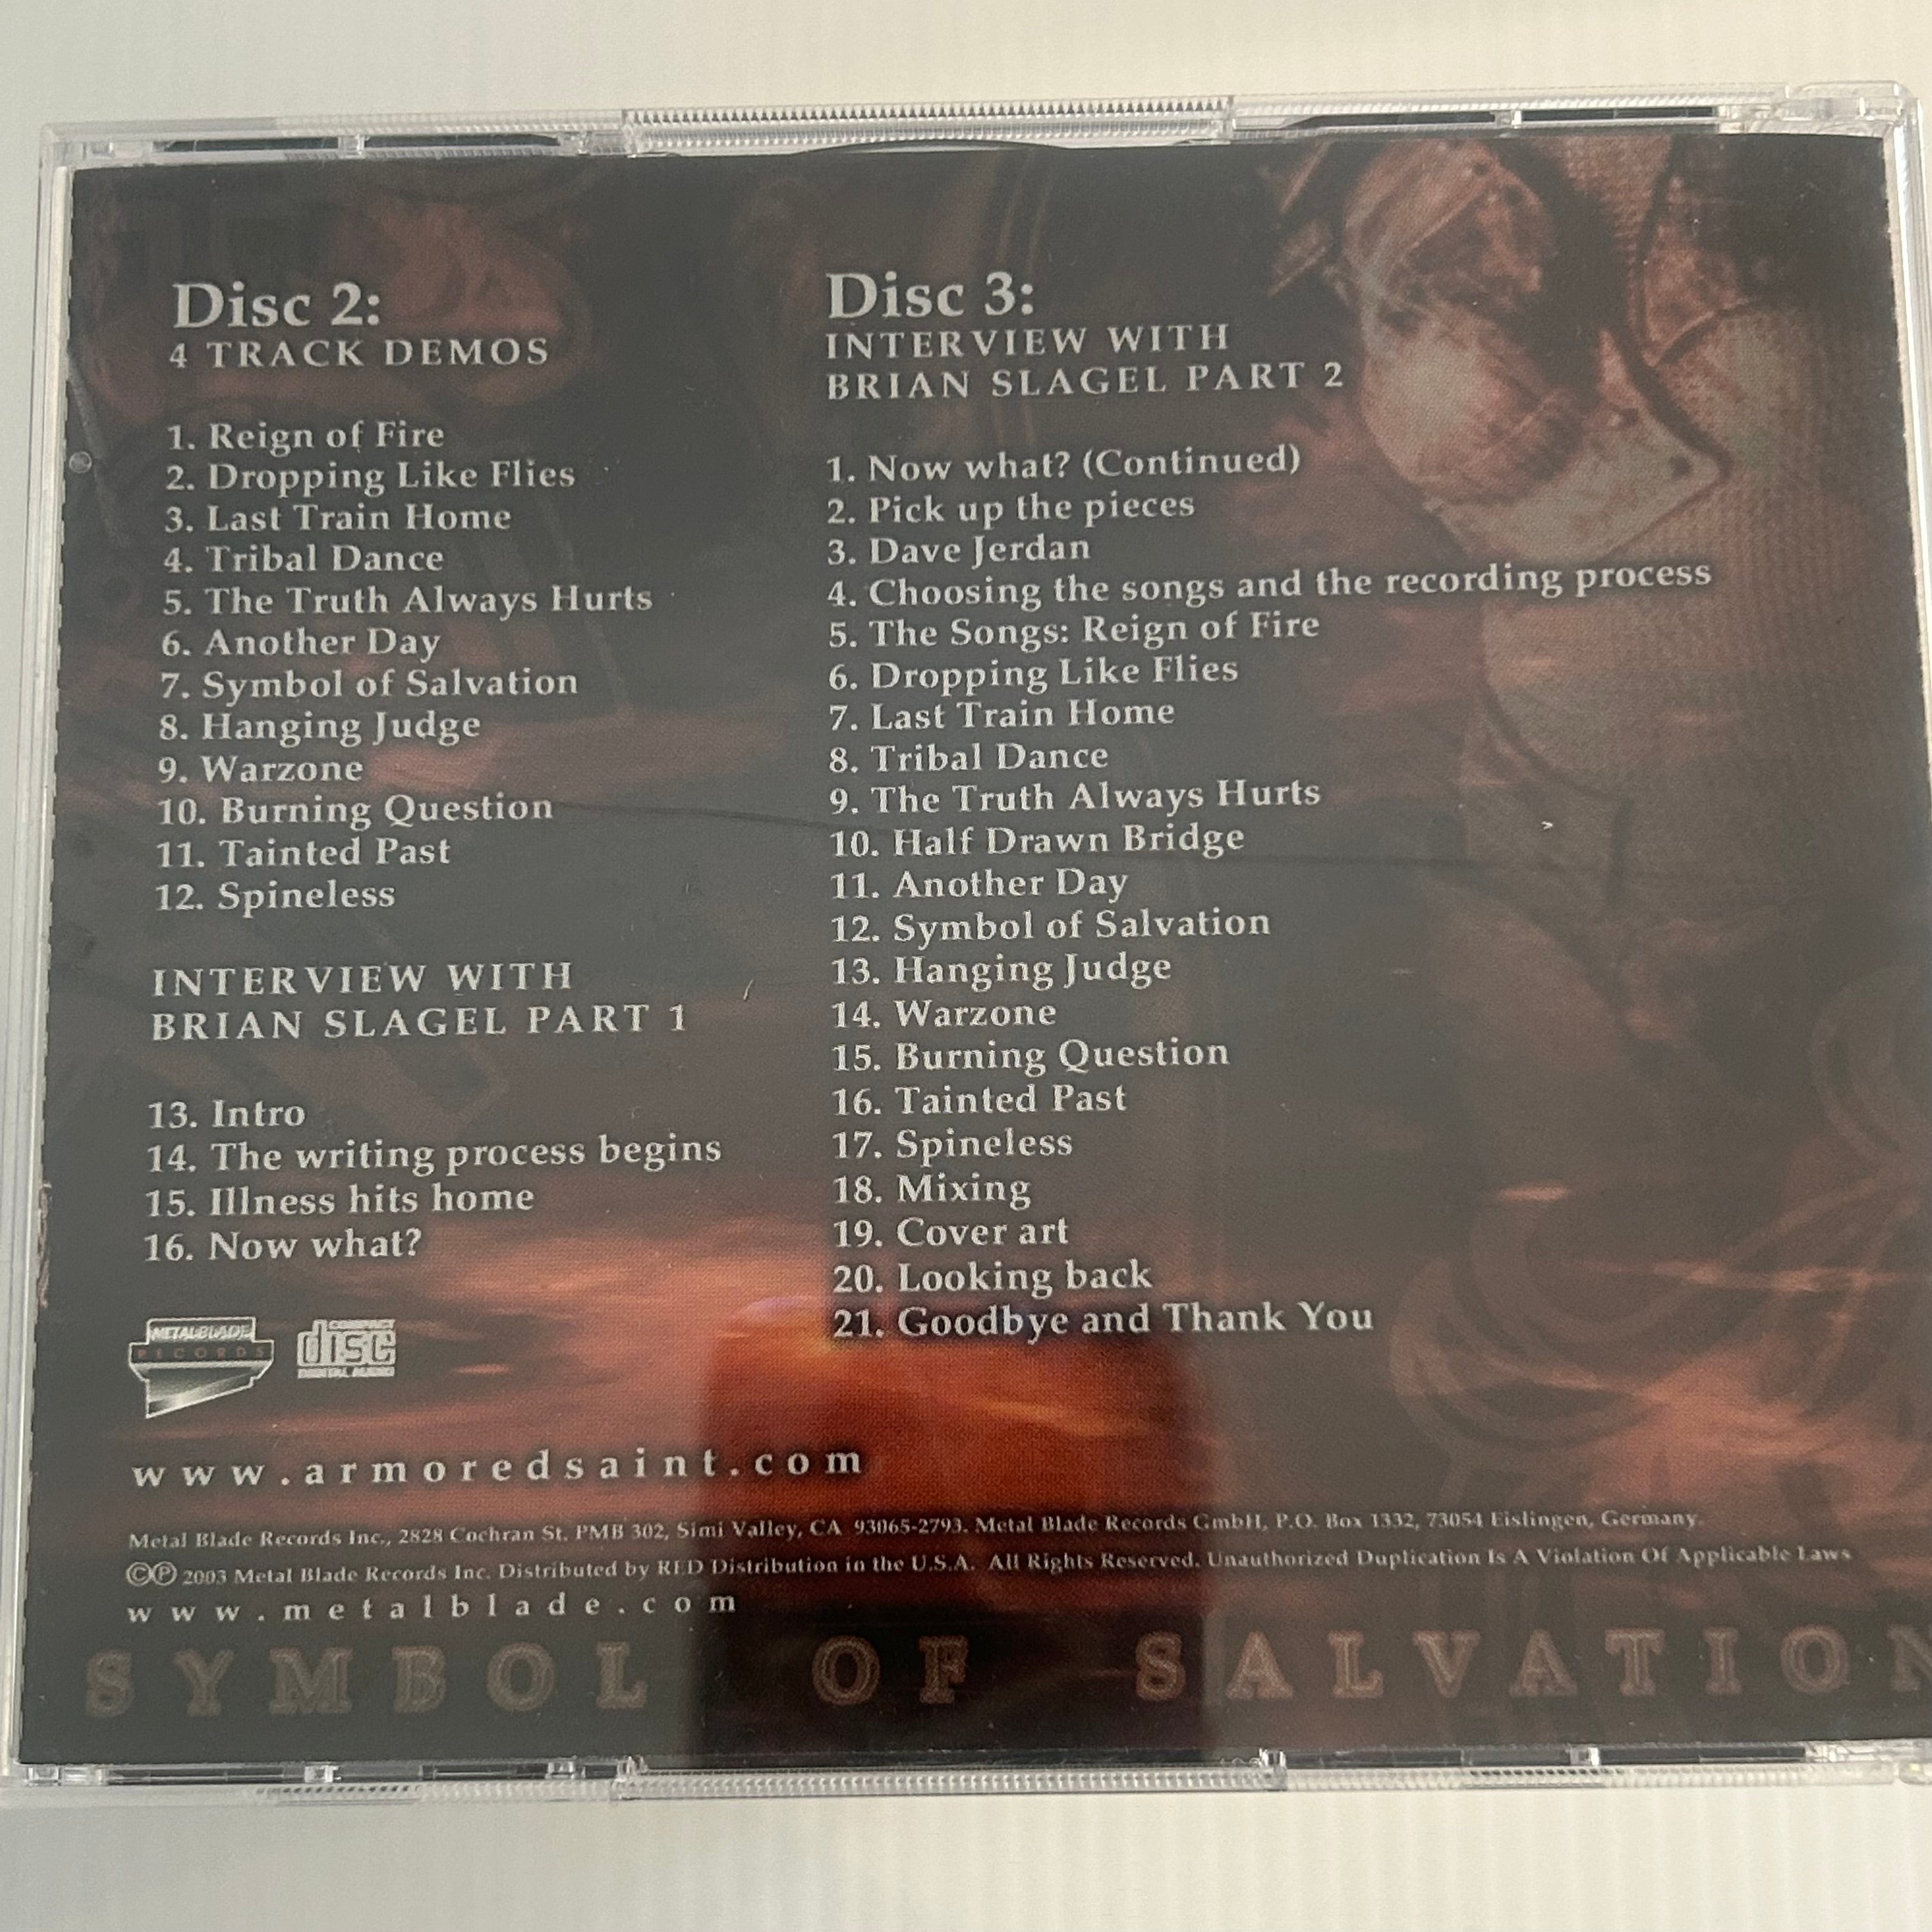 Disc 2:
4 TRACK DEMOS
1. Reign of Fire
2. Dropping Like Flies
3. Last Train Home
4. Tribal Dance
5. The Truth Always Hurts
6. Another Day
7. Symbol of Salvation
8. Hanging Judge
9. Warzone
10. Burning Question
11. Tainted Past
12. Spineless
INTERVIEW WITH
BRIAN SLAGEL PART 1
13. Intro
14. The writing process begins
15. Illness hits home
16. Now what?
Disc 3:
INTERVIEW WITH
BRIAN SLAGEL PART 2
1. Now what? (Continued)
2. Pick up the pieces
3. Dave Jerdan
4. Choosing the songs and the recording process
5. The Songs: Reign of Fire
6. Dropping Like Flies
7. Last Train Home
8. Tribal Dance
9. The Truth Always Hurts
10. Half Drawn Bridge
11. Another Day
12. Symbol of Salvation
13. Hanging Judge
14. Warzone
15. Burning Question
16. Tainted Past
17. Spineless
18. Mixing
19. Cover art
20. Looking back
21. Goodbye and Thank You
METAL BLADE
RECORDS
COMPACT
disc
DIGITAL AUDIO
www.armoredsaint.com
Metal Blade Records Inc., 2828 Cochran St. PMB 302, Simi Valley, CA 93065-2793. Metal Blade Records GmbH, P.O. Box 1332, 73054 Eislingen, Germany.
©℗ 2003 Metal Blade Records Inc. Distributed by RED Distribution in the U.S.A. All Rights Reserved. Unauthorized Duplication Is A Violation Of Applicable Laws
www.metalblade.com
SYMBOL OF SALVATION